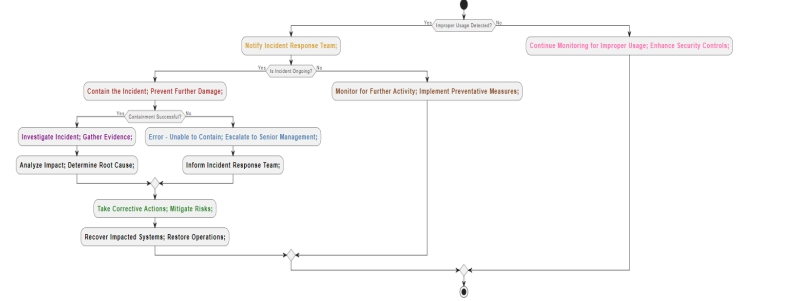 Yes
Improper Usage Detected?
No
Notify Incident Response Team;
Continue Monitoring for Improper Usage; Enhance Security Controls;
Yes
Is Incident Ongoing?
No
Contain the Incident; Prevent Further Damage;
Monitor for Further Activity; Implement Preventative Measures;
Yes
Containment Successful?
No
Investigate Incident; Gather Evidence;
Error - Unable to Contain; Escalate to Senior Management;
Analyze Impact; Determine Root Cause;
Inform Incident Response Team;
Take Corrective Actions; Mitigate Risks;
Recover Impacted Systems; Restore Operations;